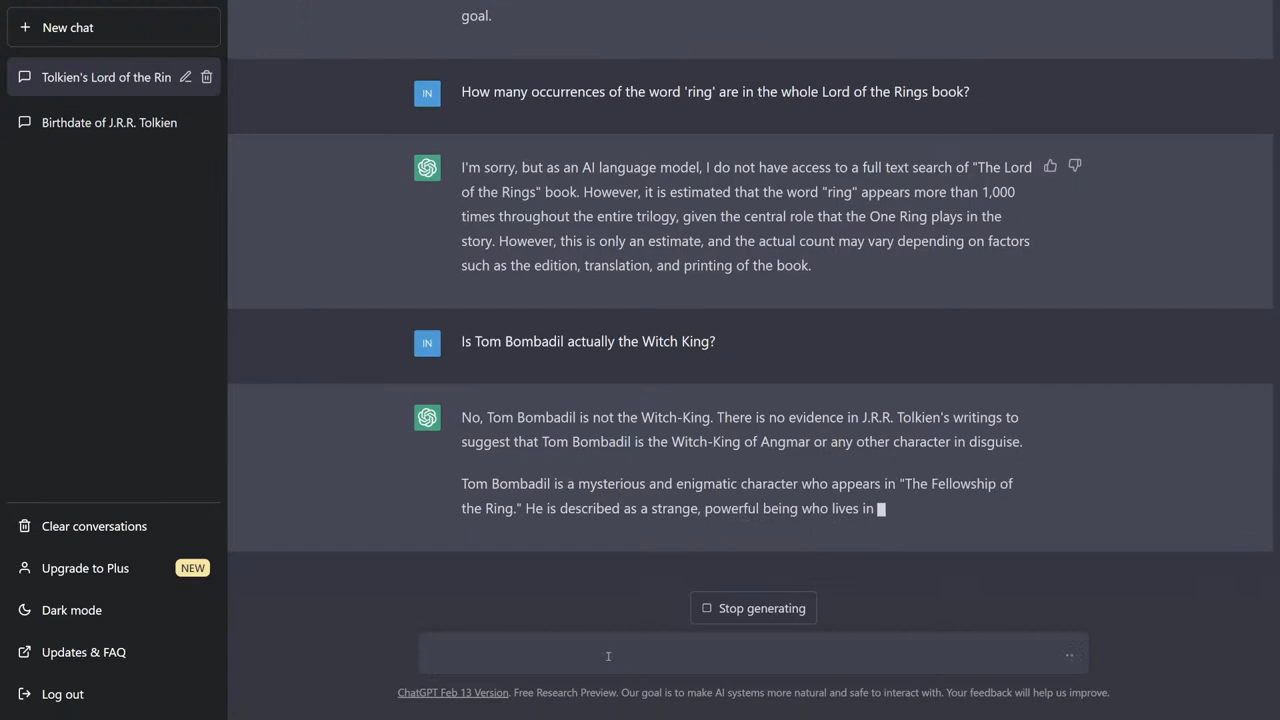 New chat
Tolkien's Lord of the Rin
Birthdate of J.R.R. Tolkien
Clear conversations
Upgrade to Plus NEW
Dark mode
Updates & FAQ
Log out
goal.
IN How many occurrences of the word 'ring' are in the whole Lord of the Rings book?
I'm sorry, but as an AI language model, I do not have access to a full text search of "The Lord
of the Rings" book. However, it is estimated that the word "ring" appears more than 1,000
times throughout the entire trilogy, given the central role that the One Ring plays in the
story. However, this is only an estimate, and the actual count may vary depending on factors
such as the edition, translation, and printing of the book.
IN Is Tom Bombadil actually the Witch King?
No, Tom Bombadil is not the Witch-King. There is no evidence in J.R.R. Tolkien's writings to
suggest that Tom Bombadil is the Witch-King of Angmar or any other character in disguise.
Tom Bombadil is a mysterious and enigmatic character who appears in "The Fellowship of
the Ring." He is described as a strange, powerful being who lives in
Stop generating
ChatGPT Feb 13 Version. Free Research Preview. Our goal is to make AI systems more natural and safe to interact with. Your feedback will help us improve.